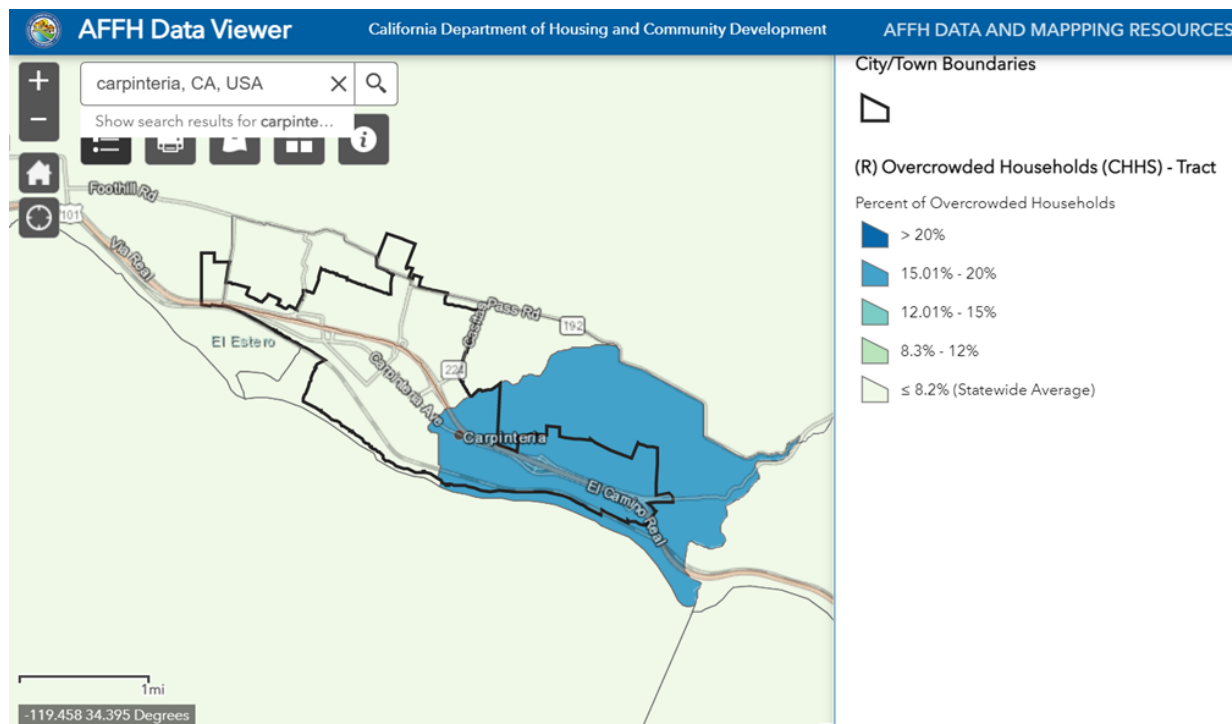 AFFH Data Viewer
California Department of Housing and Community Development
AFFH DATA AND MAPPPING RESOURCES
carpinteria, CA, USA
Show search results for carpinte...
City/Town Boundaries
(R) Overcrowded Households (CHHS) - Tract
Percent of Overcrowded Households
> 20%
15.01% - 20%
12.01% - 15%
8.3% - 12%
≤ 8.2% (Statewide Average)
Foothill Rd
101
Via Real
El Estero
Casitas
Pass Rd
192
224
Carpinteria Ave
Carpinteria
El Camino Real
1mi
-119.458 34.395 Degrees